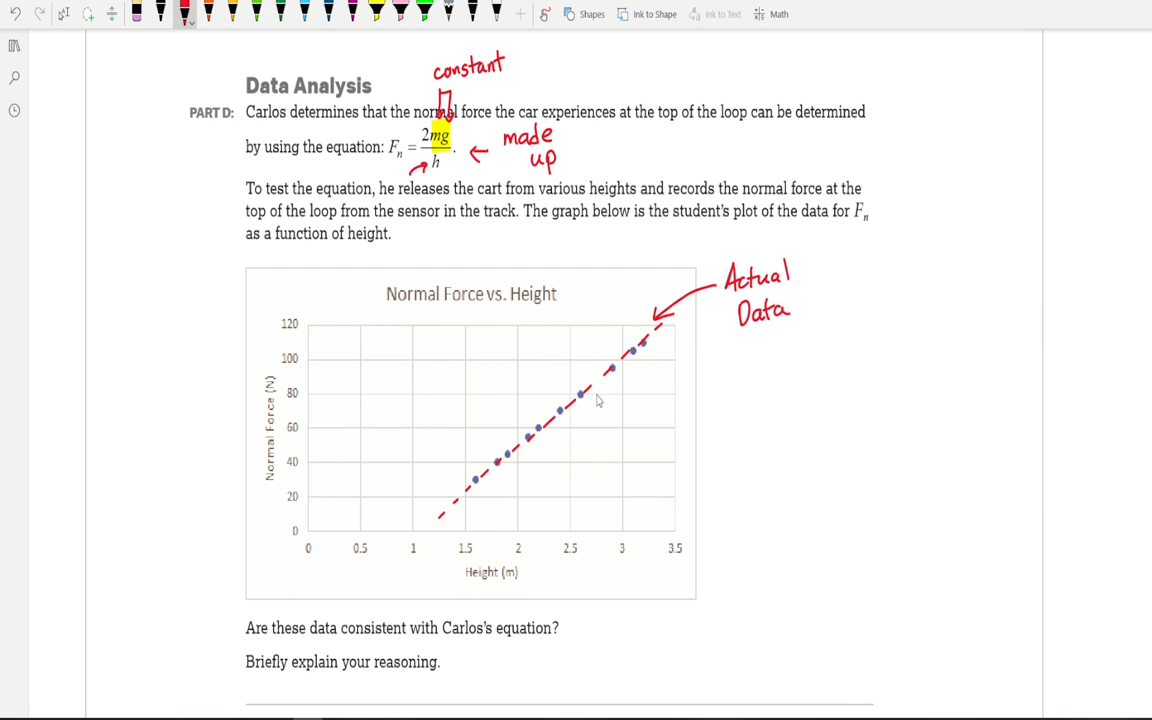 Shapes
Ink to Shape
Ink to Text
Math
constant
Data Analysis
PART D: Carlos determines that the normal force the car experiences at the top of the loop can be determined
by using the equation: Fn = 2mg/h.
made
up
To test the equation, he releases the cart from various heights and records the normal force at the
top of the loop from the sensor in the track. The graph below is the student's plot of the data for Fn
as a function of height.
Actual
Data
Normal Force vs. Height
120
100
80
60
40
20
0
Normal Force (N)
0 0.5 1 1.5 2 2.5 3 3.5
Height (m)
Are these data consistent with Carlos's equation?
Briefly explain your reasoning.